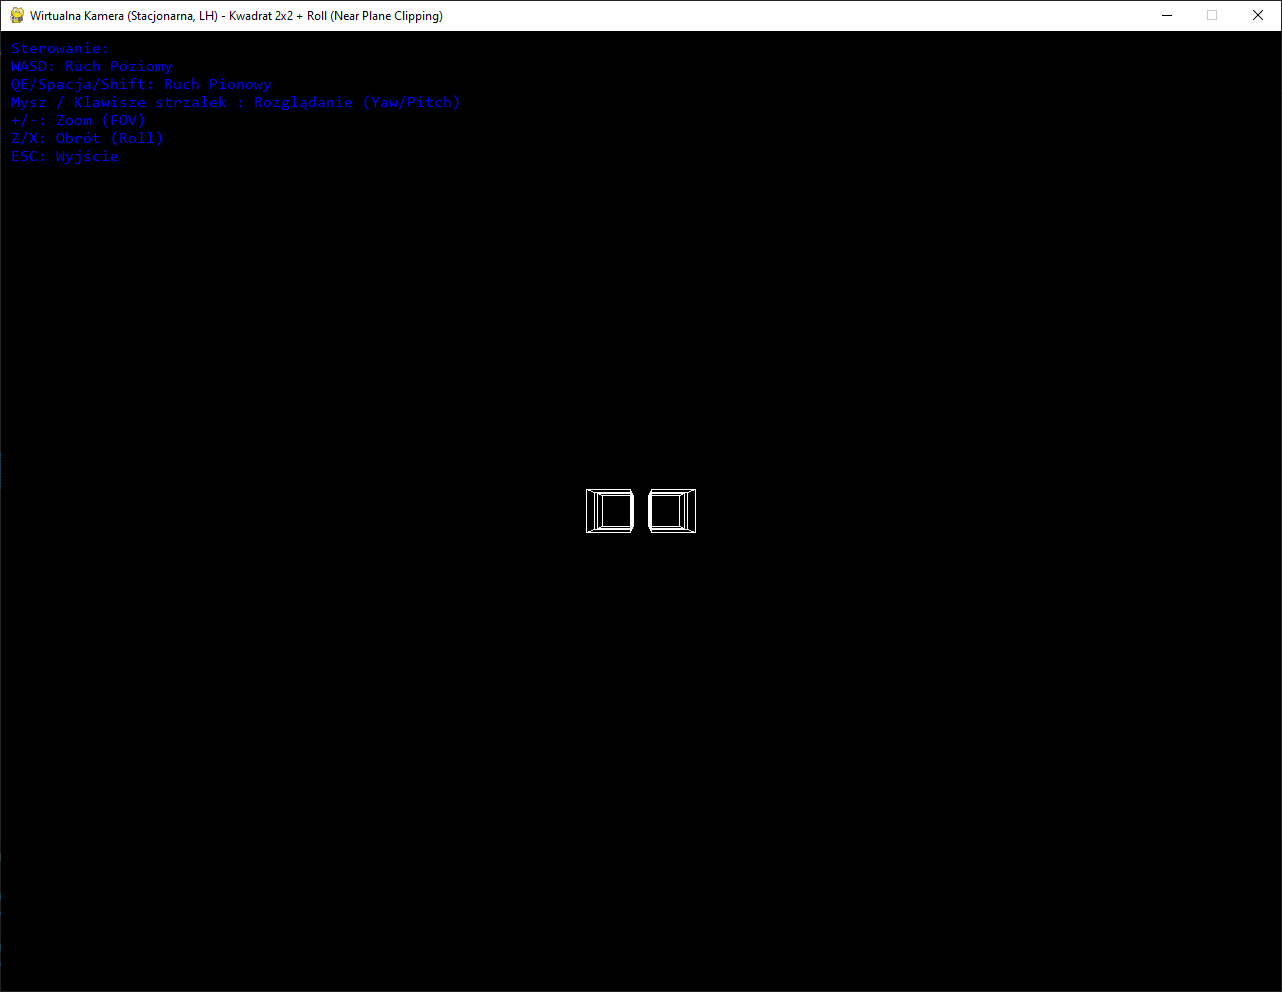 Wirtualna Kamera (Stacjonarna, LH) - Kwadrat 2x2 + Roll (Near Plane Clipping)
Sterowanie:
WASD: Ruch Poziomy
QE/Spacja/Shift: Ruch Pionowy
Mysz / Klawisze strzałek : Rozglądanie (Yaw/Pitch)
+/-: Zoom (FOV)
Z/X: Obrót (Roll)
ESC: Wyjście